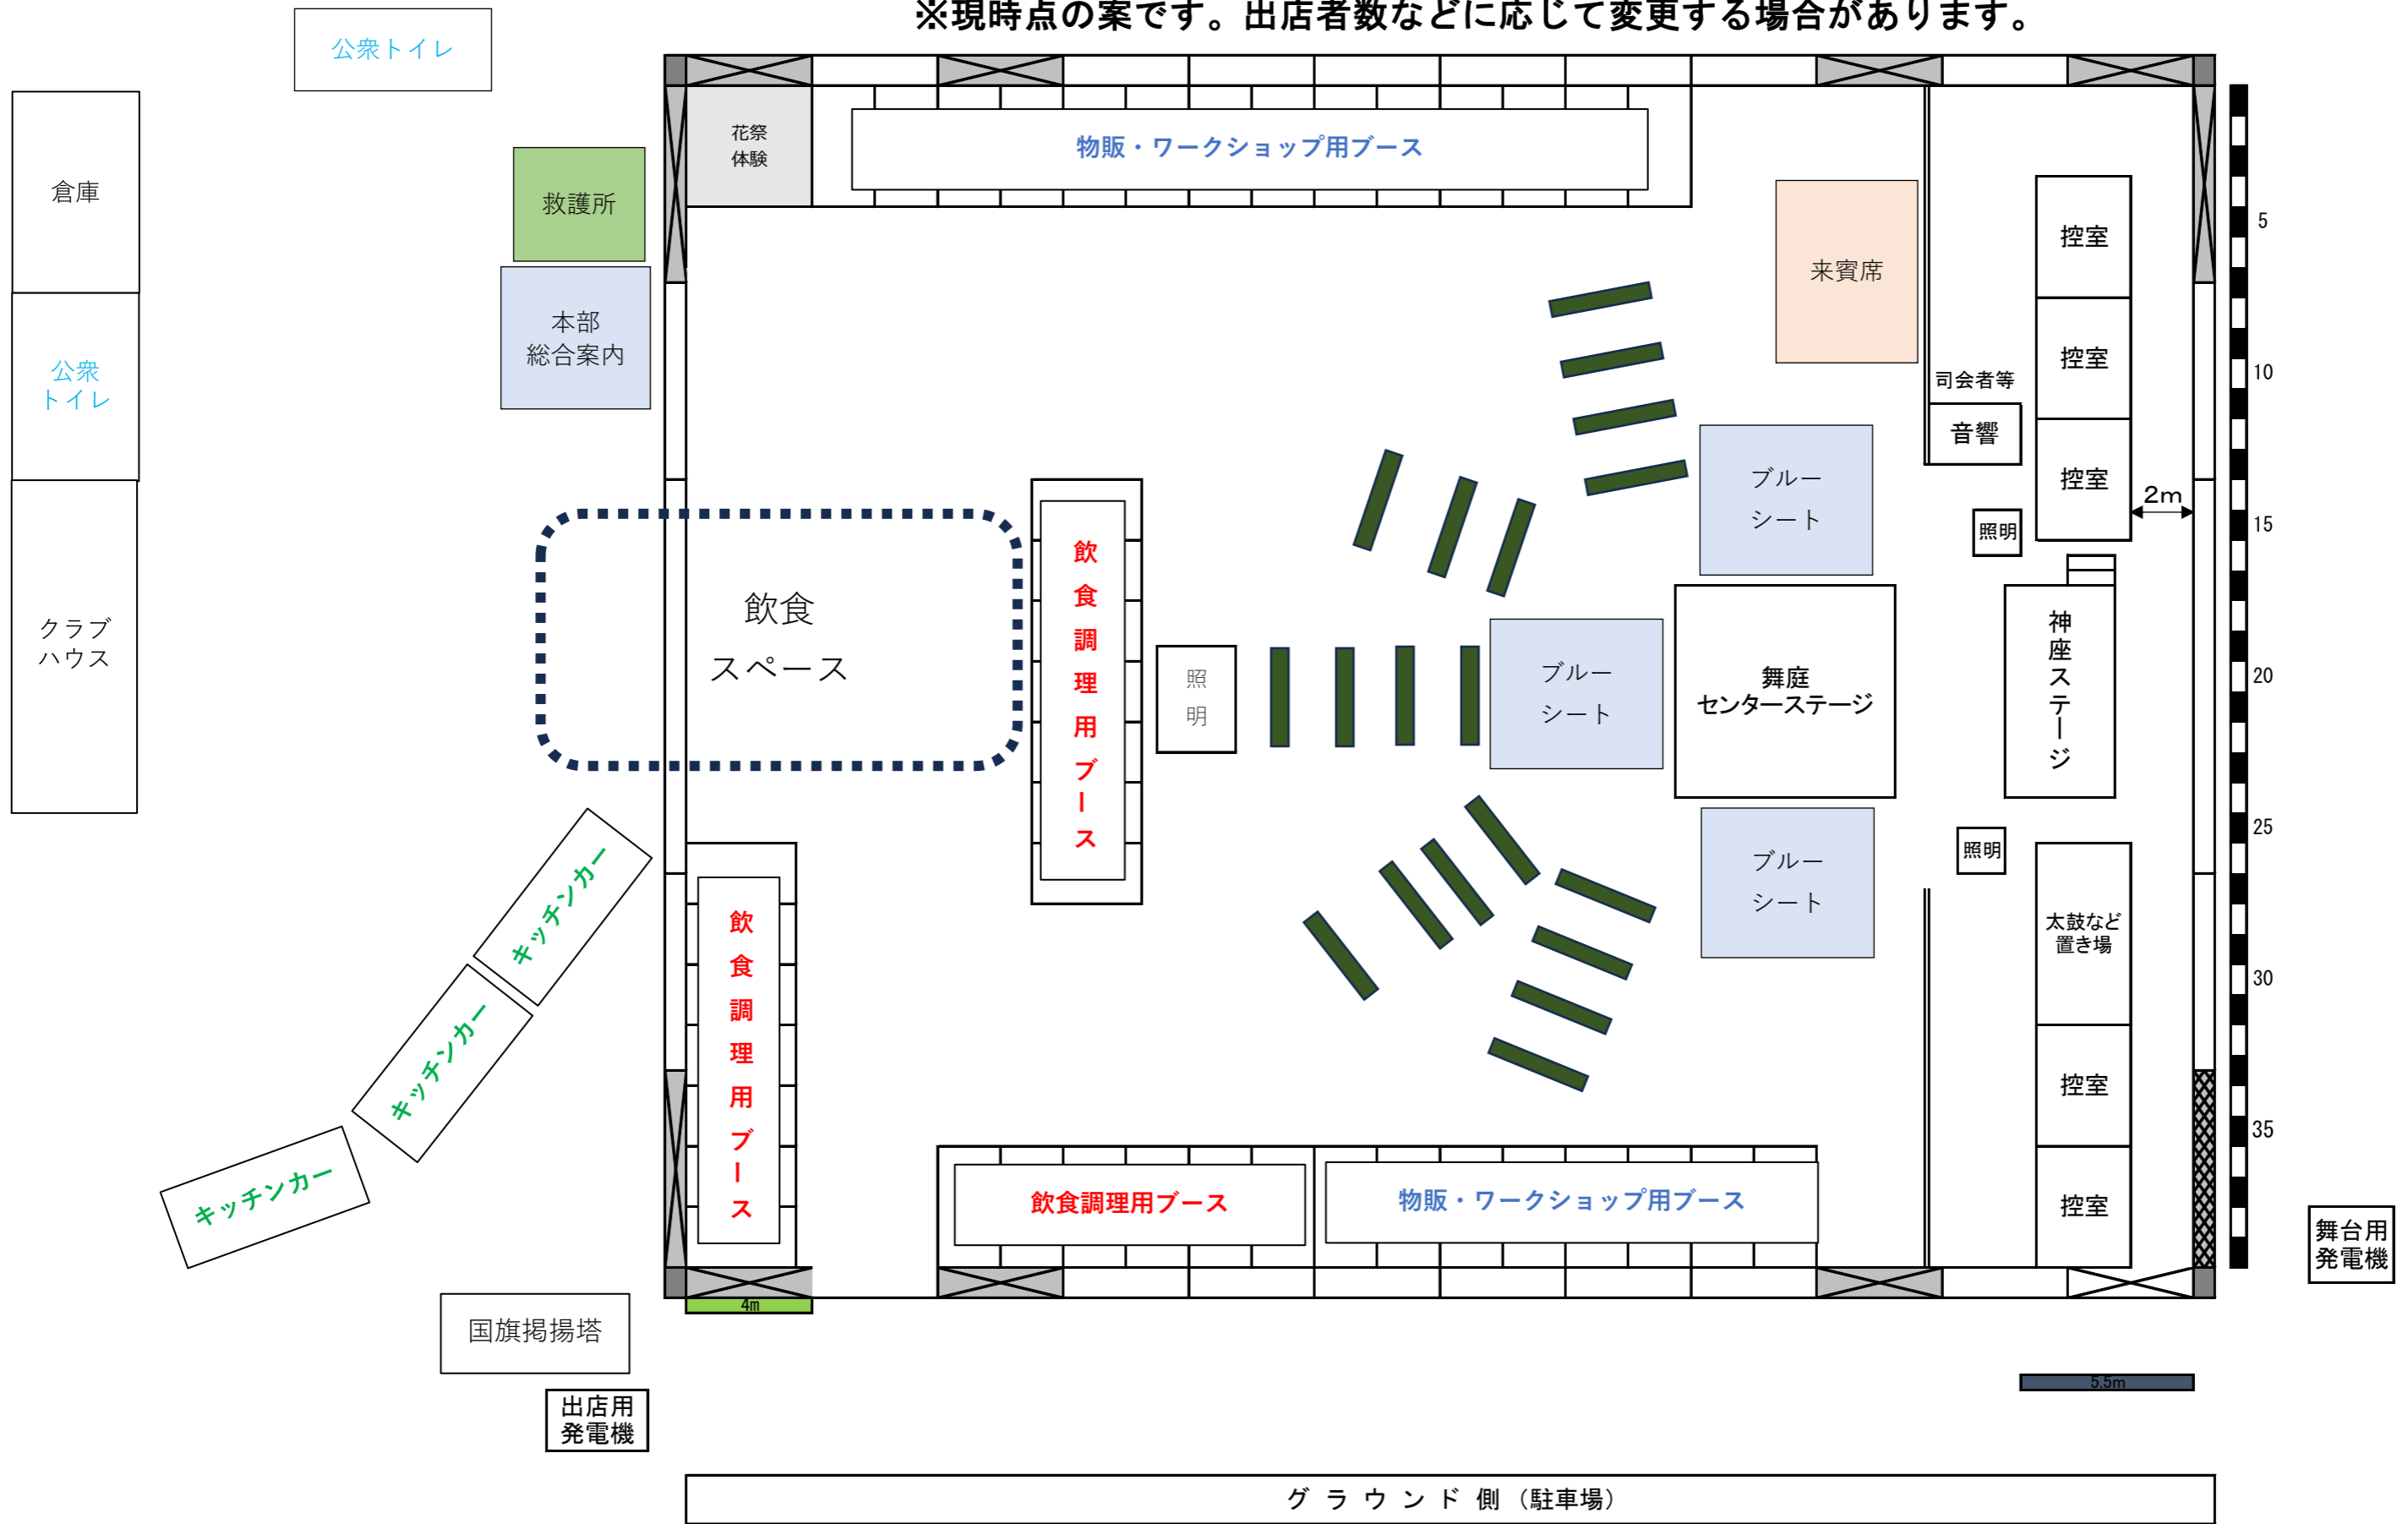 ※現時点の案です。出店者数などに応じて変更する場合があります。
公衆トイレ
倉庫
公衆
トイレ
クラブ
ハウス
救護所
本部
総合案内
花祭
体験
物販・ワークショップ用ブース
来賓席
司会者等
音響
控室
控室
控室
2m
照明
5
10
15
20
25
30
35
飲食
スペース
飲食調理用ブース
照
明
ブルー
シート
ブルー
シート
ブルー
シート
舞庭
センターステージ
神座ステージ
照明
太鼓など
置き場
控室
控室
キッチンカー
キッチンカー
キッチンカー
飲食調理用ブース
飲食調理用ブース
物販・ワークショップ用ブース
舞台用
発電機
4m
国旗掲揚塔
5.5m
出店用
発電機
グラウンド側（駐車場）